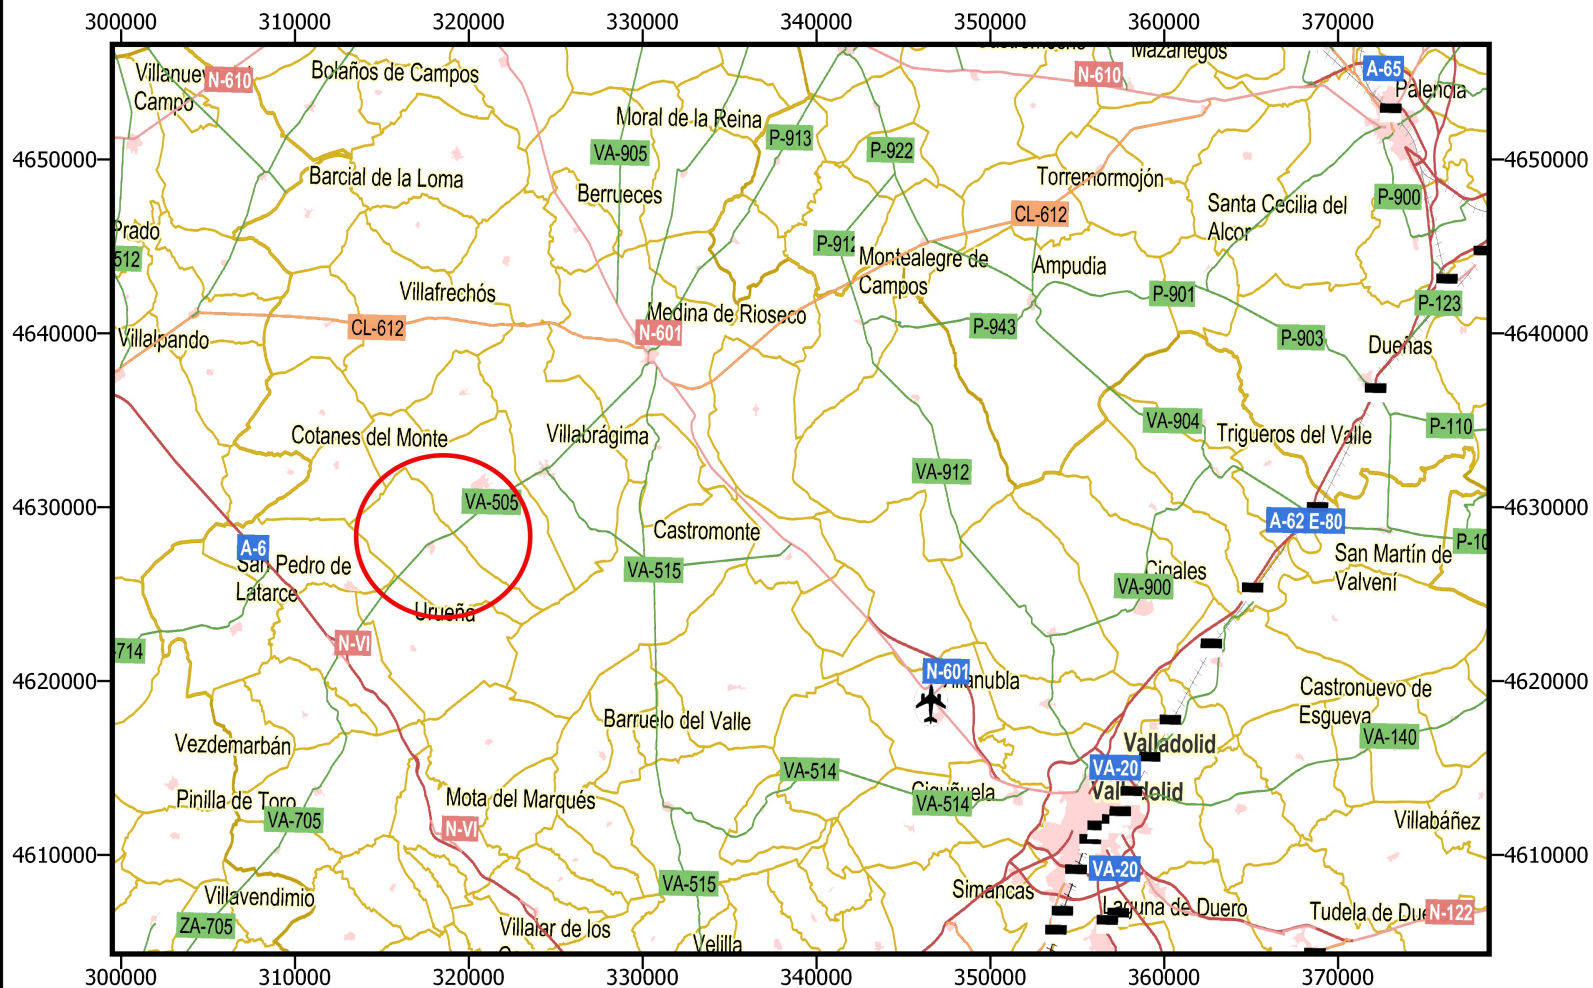 300000 310000 320000 330000 340000 350000 360000 370000
Mazariegos
Villanue
Campo
N-610
Bolaños de Campos
N-610
A-65
Palencia
Moral de la Reina
P-913
VA-905
P-922
4650000
4650000
Barcial de la Loma
Berrueces
Torremormojón
P-900
CL-612
Santa Cecilia del
Alcor
Prado
512
P-912
Montealegre de
Campos
Ampudia
Villafrechós
P-901
P-123
Medina de Rioseco
CL-612
N-601
P-943
P-903
4640000
4640000
Villalpando
Dueñas
VA-904
P-110
Cotanes del Monte
Villabrágima
Trigueros del Valle
VA-912
VA-505
4630000
4630000
A-62 E-80
Castromonte
A-6
P-10
San Pedro de
Latarce
VA-515
San Martín de
Valvení
Cigales
VA-900
Urueña
N-VI
-714
4620000
4620000
N-601
Villanubla
Castronuevo de
Esgueva
Barruelo del Valle
VA-140
Vezdemarbán
Valladolid
VA-514
VA-20
Valladolid
Pinilla de Toro
Mota del Marqués
Ciguñuela
VA-514
VA-705
N-VI
Villabáñez
4610000
4610000
VA-20
VA-515
Simancas
Villavendimio
Laguna de Duero
Tudela de Due
N-122
ZA-705
Villalar de los
Velilla
300000 310000 320000 330000 340000 350000 360000 370000